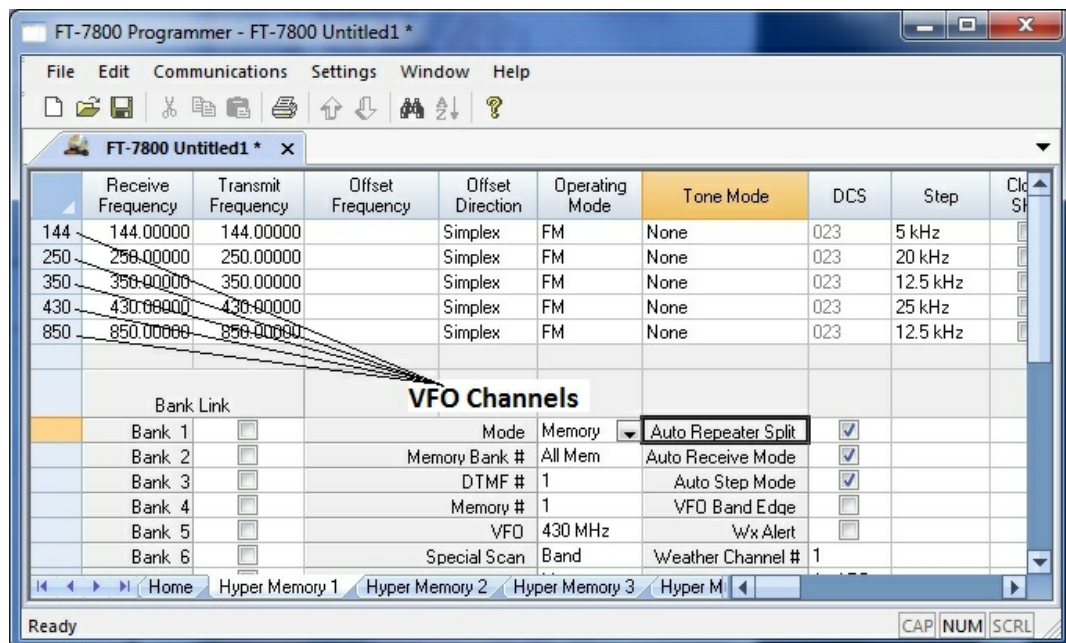 FT-7800 Programmer - FT-7800 Untitled1 *
File Edit Communications Settings Window Help
FT-7800 Untitled1 * x
Receive Frequency Transmit Frequency Offset Frequency Offset Direction Operating Mode Tone Mode DCS Step
144 144.00000 144.00000 Simplex FM None 023 5 kHz
250 250.00000 250.00000 Simplex FM None 023 20 kHz
350 350.00000 350.00000 Simplex FM None 023 12.5 kHz
430 430.00000 430.00000 Simplex FM None 023 25 kHz
850 850.00000 850.00000 Simplex FM None 023 12.5 kHz
VFO Channels
Bank Link
Bank 1 Mode Memory Auto Repeater Split
Bank 2 Memory Bank # All Mem Auto Receive Mode
Bank 3 DTMF # 1 Auto Step Mode
Bank 4 Memory # 1 VFO Band Edge
Bank 5 VFO 430 MHz Wx Alert
Bank 6 Special Scan Band Weather Channel # 1
Home Hyper Memory 1 Hyper Memory 2 Hyper Memory 3 Hyper M
Ready CAP NUM SCRL